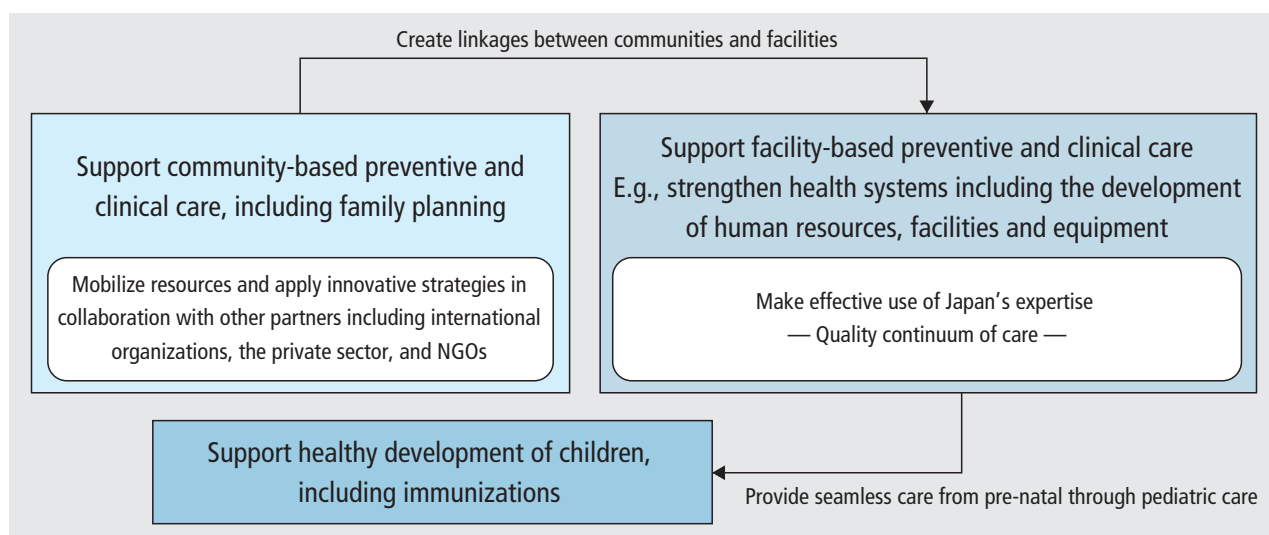 Create linkages between communities and facilities
Support community-based preventive and
clinical care, including family planning
Mobilize resources and apply innovative strategies in
collaboration with other partners including international
organizations, the private sector, and NGOs
Support facility-based preventive and clinical care
E.g., strengthen health systems including the development
of human resources, facilities and equipment
Make effective use of Japan’s expertise
— Quality continuum of care —
Support healthy development of children,
including immunizations
Provide seamless care from pre-natal through pediatric care